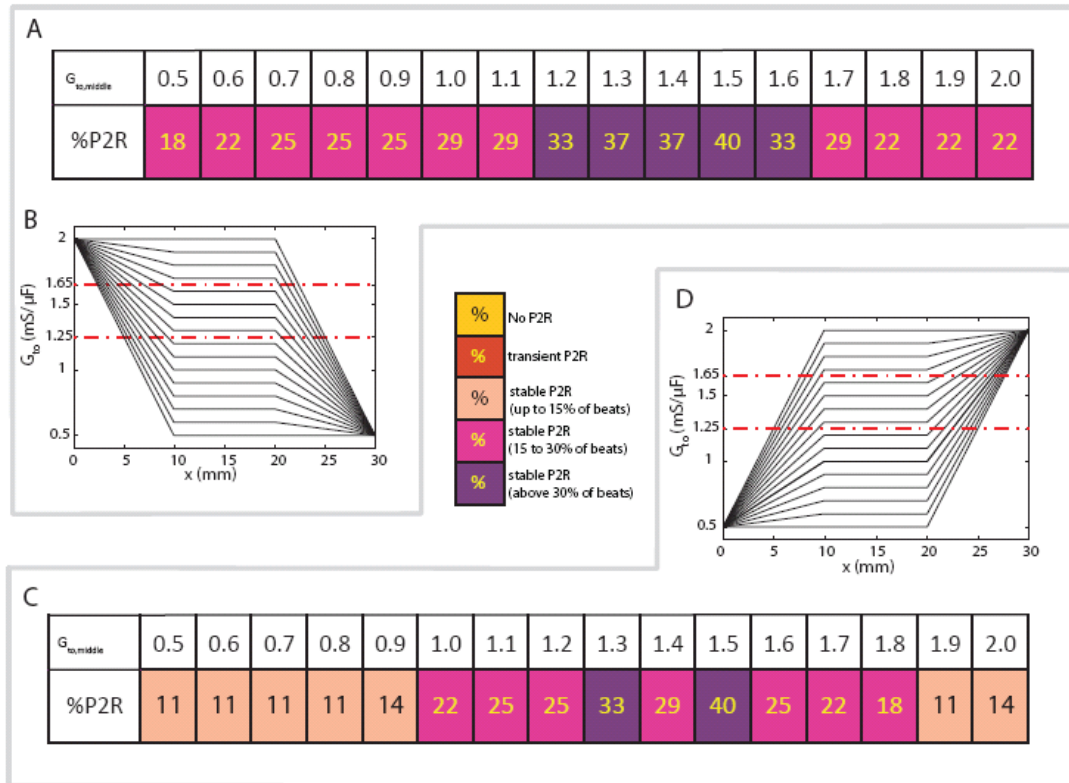 A
G_to,middle 0.5 0.6 0.7 0.8 0.9 1.0 1.1 1.2 1.3 1.4 1.5 1.6 1.7 1.8 1.9 2.0
%P2R 18 22 25 25 25 29 29 33 37 37 40 33 29 22 22 22
B
G_to (mS/μF)
2
1.65
1.5
1.25
1
0.5
0 5 10 15 20 25 30
x (mm)
% No P2R
% transient P2R
% stable P2R
(up to 15% of beats)
% stable P2R
(15 to 30% of beats)
% stable P2R
(above 30% of beats)
D
G_to (mS/μF)
2
1.65
1.5
1.25
1
0.5
0 5 10 15 20 25 30
x (mm)
C
G_to,middle 0.5 0.6 0.7 0.8 0.9 1.0 1.1 1.2 1.3 1.4 1.5 1.6 1.7 1.8 1.9 2.0
%P2R 11 11 11 11 14 22 25 25 33 29 40 25 22 18 11 14